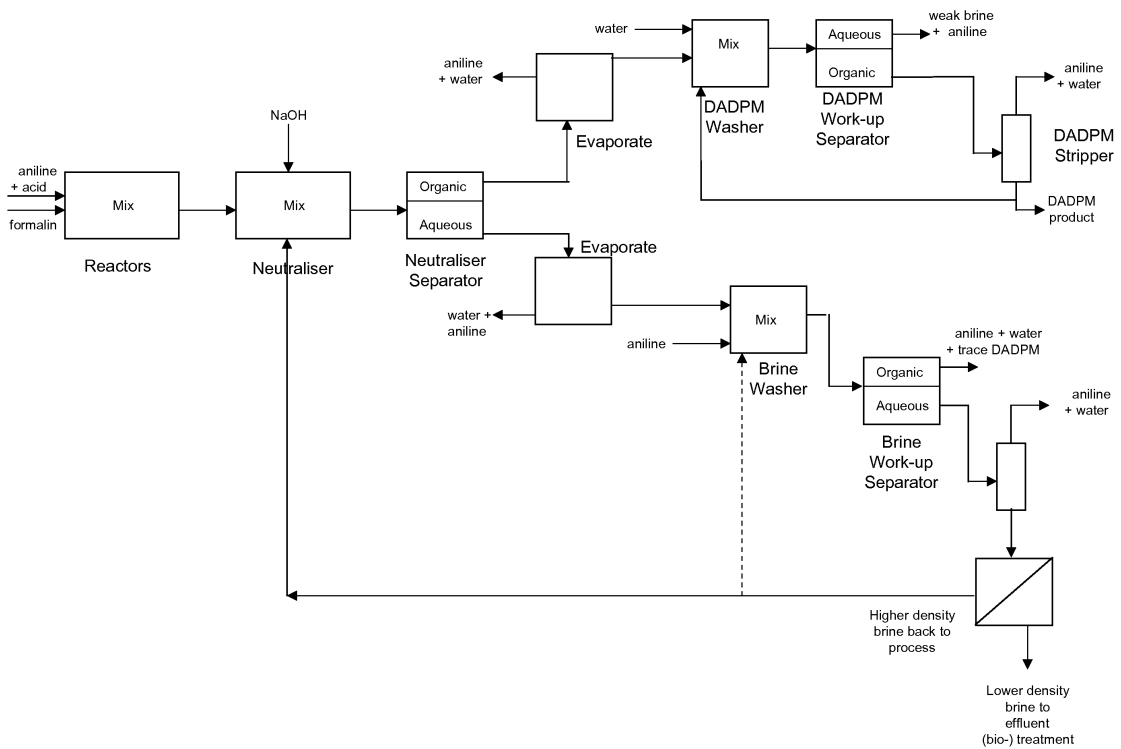 water
Mix
Aqueous
Organic
weak brine
+ aniline
aniline
+ water
Evaporate
DADPM
Washer
DADPM
Work-up
Separator
aniline
+ water
DADPM
Stripper
DADPM
product
NaOH
aniline
+ acid
formalin
Mix
Reactors
Mix
Neutraliser
Organic
Aqueous
Neutraliser
Separator
Evaporate
water +
aniline
aniline
Mix
Brine
Washer
aniline + water
+ trace DADPM
Organic
Aqueous
Brine
Work-up
Separator
aniline
+ water
Higher density
brine back to
process
Lower density
brine to
effluent
(bio-) treatment